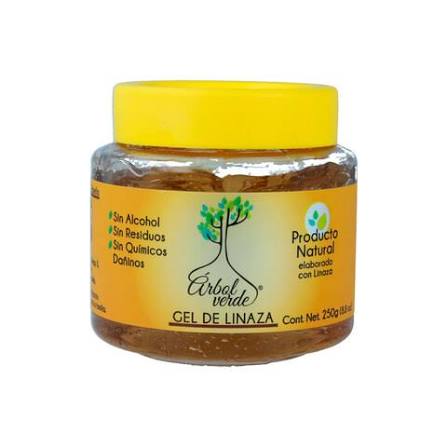 Sin Alcohol
Sin Residuos
Sin Químicos
Dañinos
Árbol
verde®
GEL DE LINAZA
Producto
Natural
elaborado
con Linaza
Cont. Net. 250g